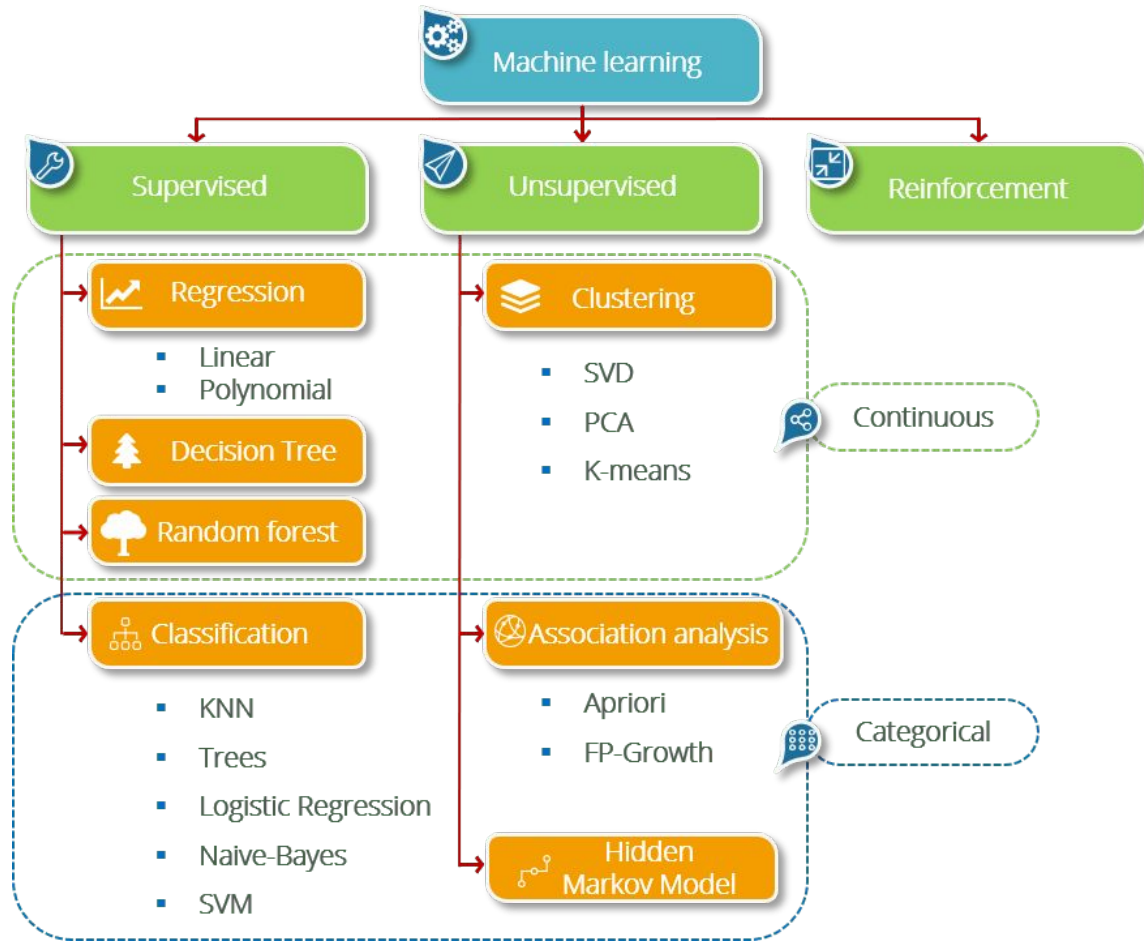 Machine learning
Supervised
Unsupervised
Reinforcement
Regression
Linear
Polynomial
Decision Tree
Random forest
Clustering
SVD
PCA
K-means
Continuous
Classification
KNN
Trees
Logistic Regression
Naive-Bayes
SVM
Association analysis
Apriori
FP-Growth
Hidden
Markov Model
Categorical